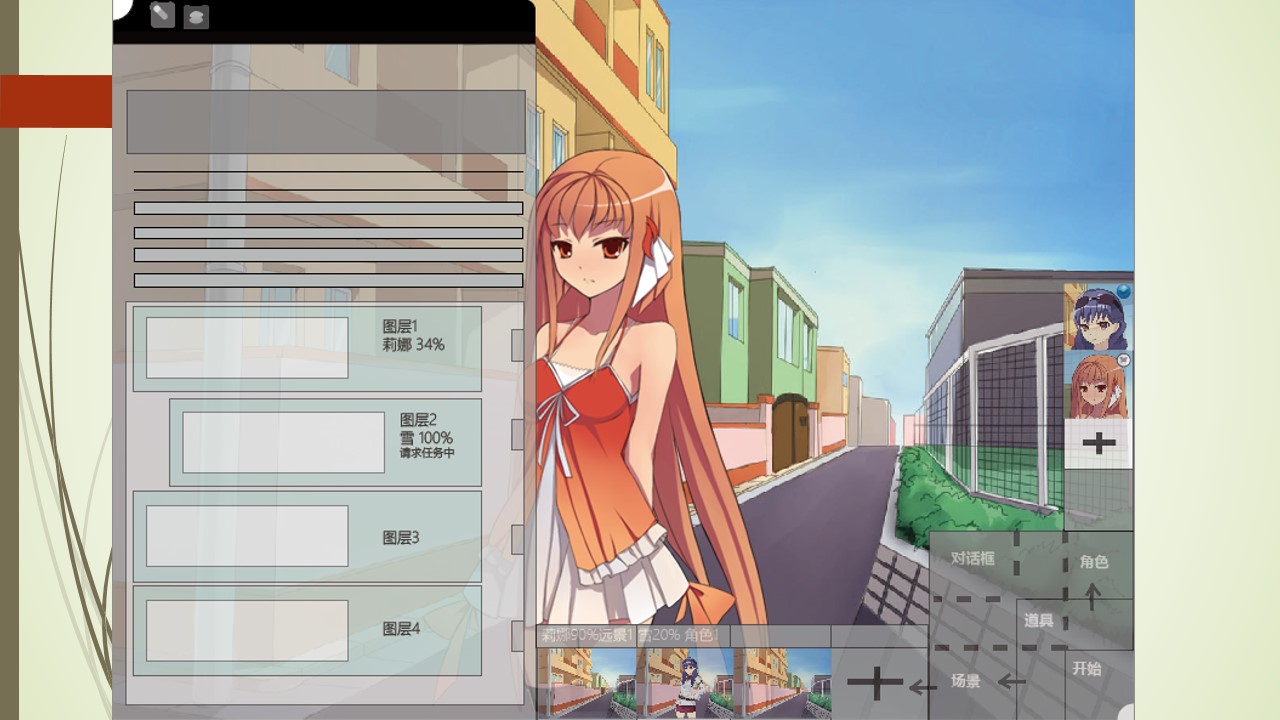 图层1
莉娜 34%
图层2
雪 100%
请求任务中
图层3
图层4
莉娜90%远景1 雪20% 角色1
对话框
角色
道具
场景
开始